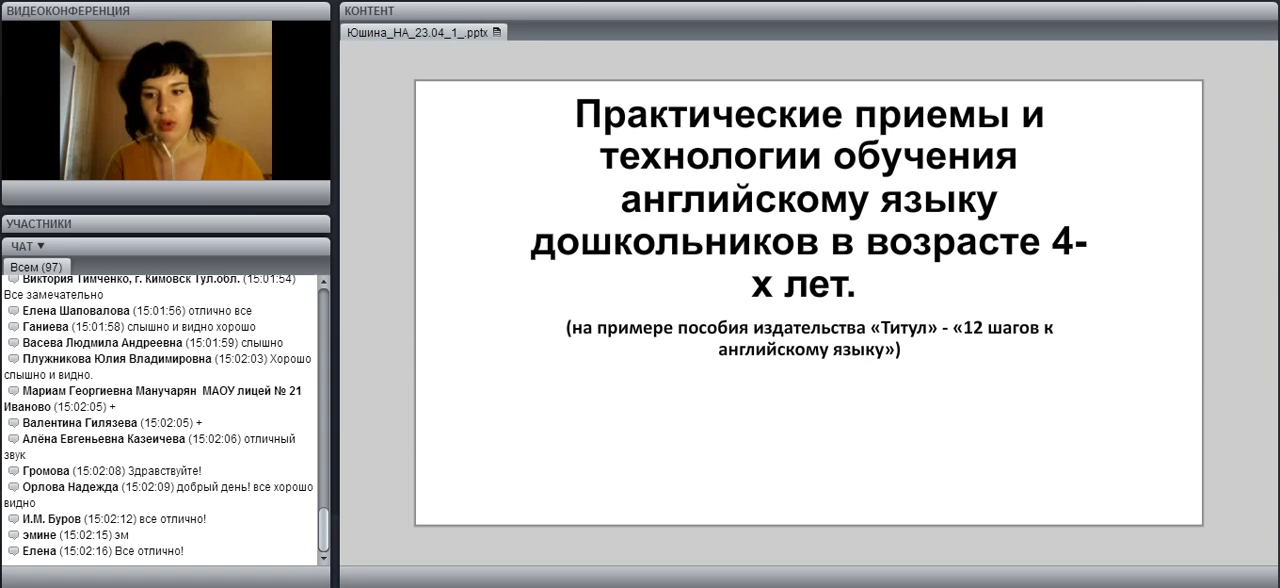 ВИДЕОКОНФЕРЕНЦИЯ
УЧАСТНИКИ
ЧАТ ▼
Всем (97)
Виктория Тимченко, г. Кимовск Тул.обл. (15:01:54)
Все замечательно
Елена Шаповалова (15:01:56) отлично все
Ганиева (15:01:58) слышно и видно хорошо
Васева Людмила Андреевна (15:01:59) слышно
Плужникова Юлия Владимировна (15:02:03) Хорошо
слышно и видно.
Мариам Георгиевна Манучарян МАОУ лицей № 21
Иваново (15:02:05) +
Валентина Гилязева (15:02:05) +
Алёна Евгеньевна Казеичева (15:02:06) отличный
звук
Громова (15:02:08) Здравствуйте!
Орлова Надежда (15:02:09) добрый день! все хорошо
видно
И.М. Буров (15:02:12) все отлично!
эмине (15:02:15) эм
Елена (15:02:16) Все отлично!
КОНТЕНТ
Юшина_НА_23.04_1_.pptx
Практические приемы и
технологии обучения
английскому языку
дошкольников в возрасте 4-
х лет.
(на примере пособия издательства «Титул» - «12 шагов к
английскому языку»)